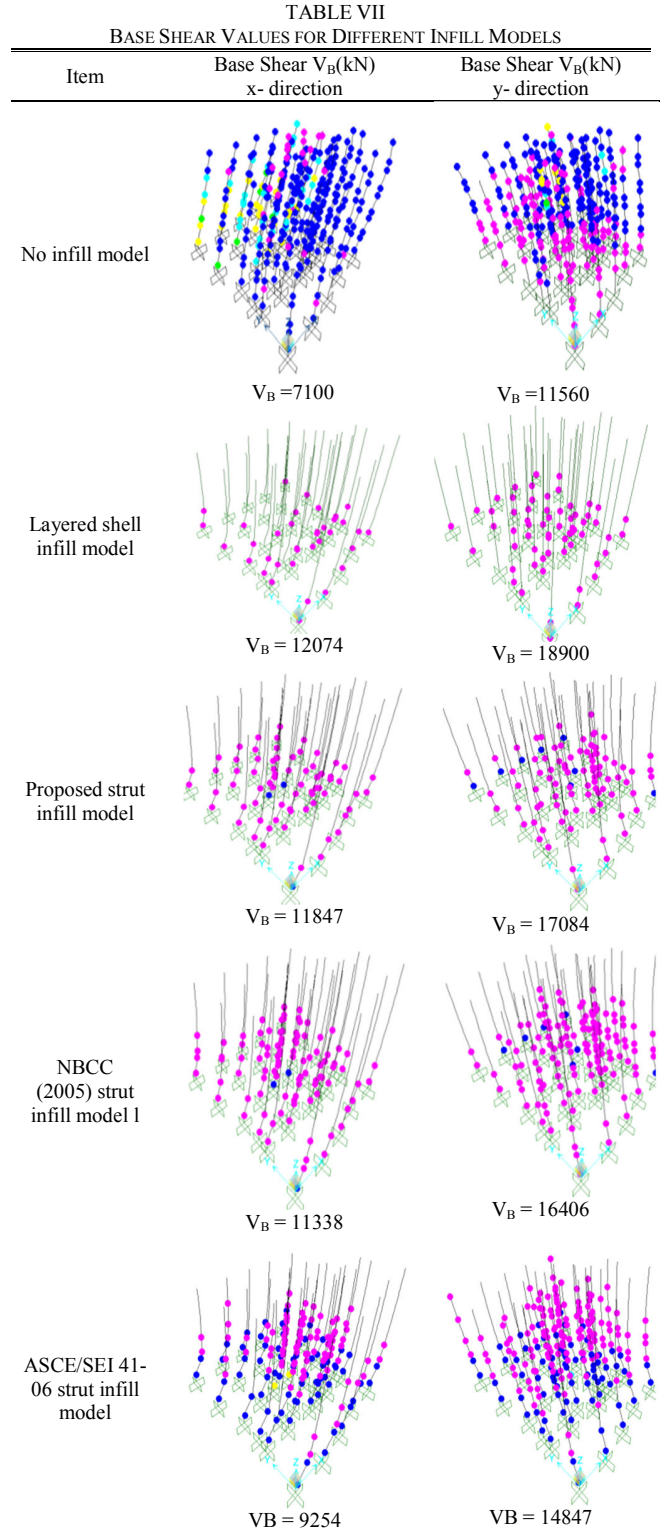 TABLE VII
BASE SHEAR VALUES FOR DIFFERENT INFILL MODELS
Item
Base Shear V_B(kN)
x- direction
Base Shear V_B(kN)
y- direction
No infill model
V_B =7100
V_B =11560
Layered shell
infill model
Y Z
V_B = 12074
Z
V_B = 18900
Proposed strut
infill model
Y Z
V_B = 11847
V_B = 17084
NBCC
(2005) strut
infill model l
Y Z
V_B = 11338
Z
V_B = 16406
ASCE/SEI 41-
06 strut infill
model
VB = 9254
VB = 14847